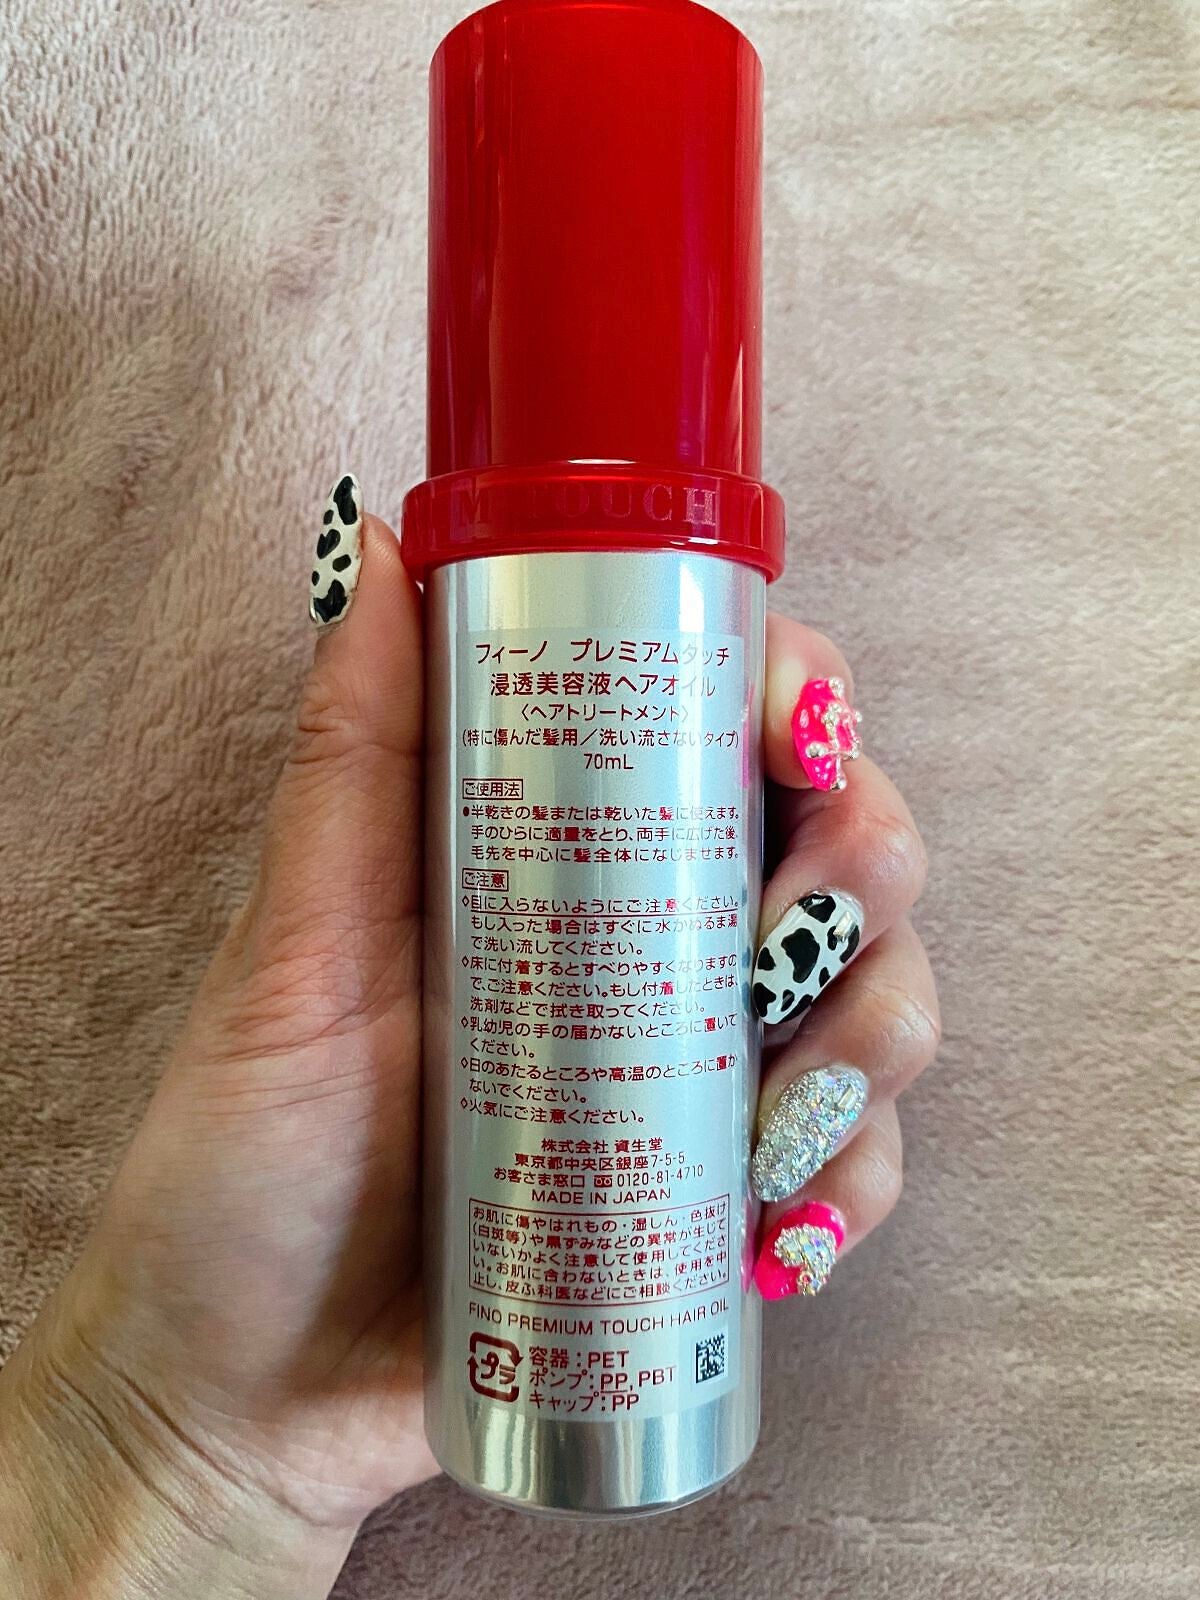 M TOUCH
フィーノ プレミアムタッチ
浸透美容液ヘアオイル
〈ヘアトリートメント〉
(特に傷んだ髪用／洗い流さないタイプ)
70mL
ご使用法
●半乾きの髪または乾いた髪に使えます。
手のひらに適量をとり、両手に広げた後、
毛先を中心に髪全体になじませます。
ご注意
◇目に入らないようにご注意ください。
もし入った場合はすぐに水かぬるま湯
で洗い流してください。
◇床に付着するとすべりやすくなりますの
で、ご注意ください。もし付着したときは、
洗剤などで拭き取ってください。
◇乳幼児の手の届かないところに置いて
ください。
◇日のあたるところや高温のところに置か
ないでください。
◇火気にご注意ください。
株式会社 資生堂
東京都中央区銀座7-5-5
お客さま窓口 0120-81-4710
MADE IN JAPAN
お肌に傷やはれもの・湿しん・色抜け
(白斑等)や黒ずみなどの異常が生じて
いないかよく注意して使用してくださ
い。お肌に合わないときは、使用を中
止し、皮ふ科医などにご相談ください。
FINO PREMIUM TOUCH HAIR OIL
プラ
容器：PET
ポンプ：PP, PBT
キャップ：PP